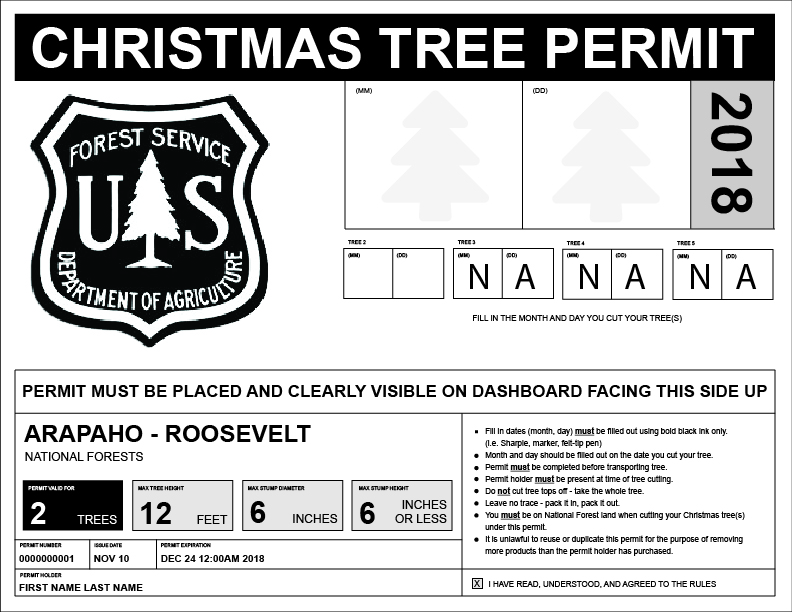 CHRISTMAS TREE PERMIT
FOREST SERVICE
U S
DEPARTMENT OF AGRICULTURE
(MM)
(DD)
2018
TREE 2
(MM)
(DD)
TREE 3
(MM)
N
(DD)
A
TREE 4
(MM)
N
(DD)
A
TREE 5
(MM)
N
(DD)
A
FILL IN THE MONTH AND DAY YOU CUT YOUR TREE(S)
PERMIT MUST BE PLACED AND CLEARLY VISIBLE ON DASHBOARD FACING THIS SIDE UP
ARAPAHO - ROOSEVELT
NATIONAL FORESTS
PERMIT VALID FOR
2 TREES
MAX TREE HEIGHT
12 FEET
MAX STUMP DIAMETER
6 INCHES
MAX STUMP HEIGHT
6 INCHES
OR LESS
PERMIT NUMBER
0000000001
ISSUE DATE
NOV 10
PERMIT EXPIRATION
DEC 24 12:00AM 2018
PERMIT HOLDER
FIRST NAME LAST NAME
• Fill in dates (month, day) must be filled out using bold black ink only.
(i.e. Sharpie, marker, felt-tip pen)
• Month and day should be filled out on the date you cut your tree.
• Permit must be completed before transporting tree.
• Permit holder must be present at time of tree cutting.
• Do not cut tree tops off - take the whole tree.
• Leave no trace - pack it in, pack it out.
• You must be on National Forest land when cutting your Christmas tree(s)
under this permit.
• It is unlawful to reuse or duplicate this permit for the purpose of removing
more products than the permit holder has purchased.
X I HAVE READ, UNDERSTOOD, AND AGREED TO THE RULES